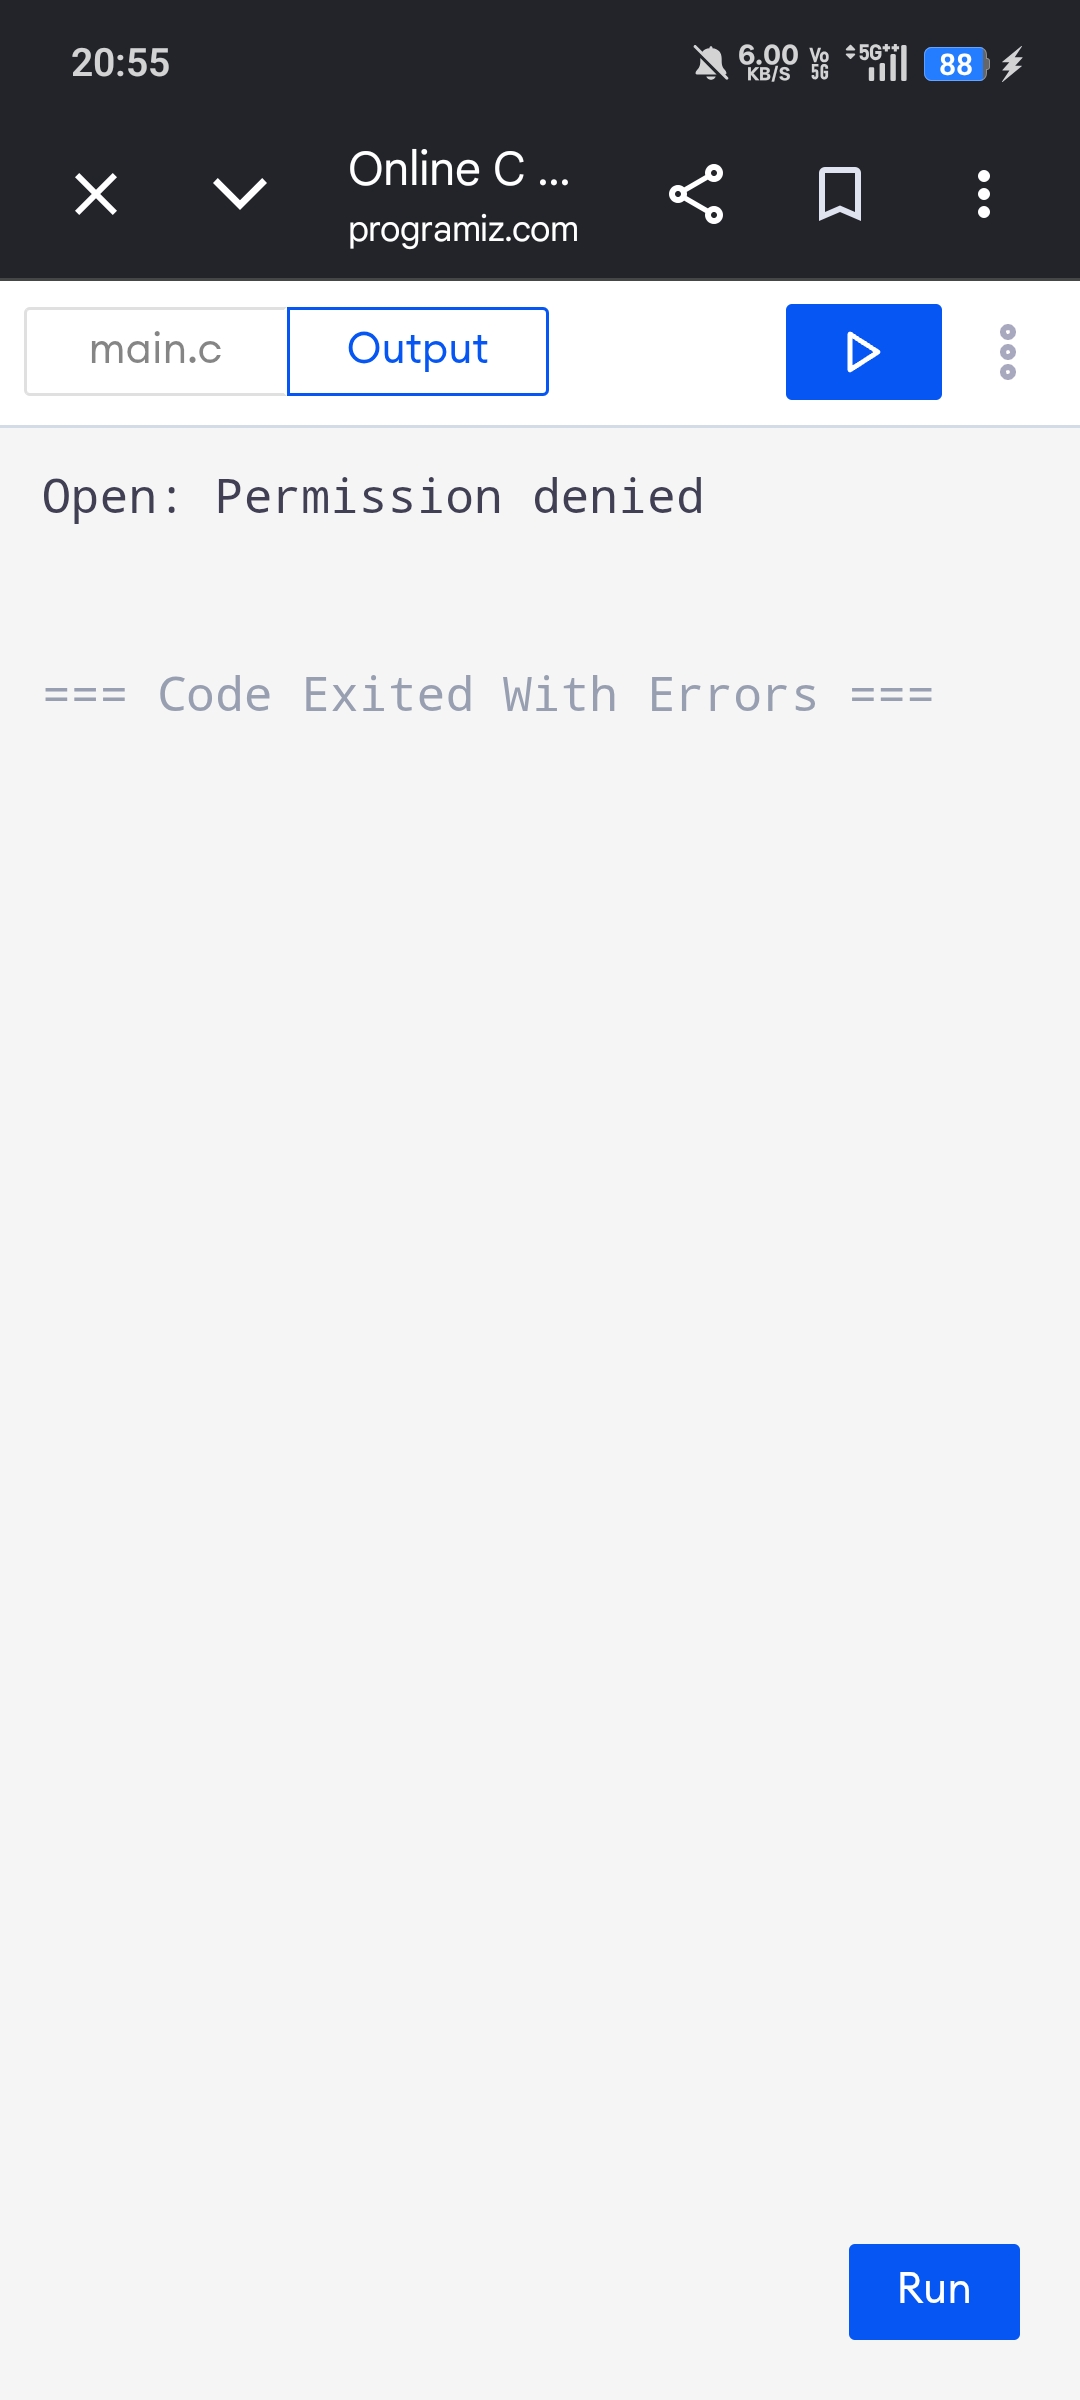 20:55
6.00
KB/S
Vo
5G
5G++
88
Online C ...
programiz.com
main.c
Output
Open: Permission denied
=== Code Exited With Errors ===
Run